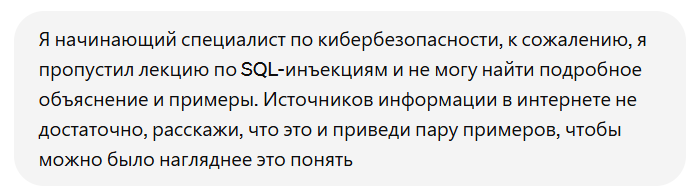 Я начинающий специалист по кибербезопасности, к сожалению, я
пропустил лекцию по SQL-инъекциям и не могу найти подробное
объяснение и примеры. Источников информации в интернете не
достаточно, расскажи, что это и приведи пару примеров, чтобы
можно было нагляднее это понять